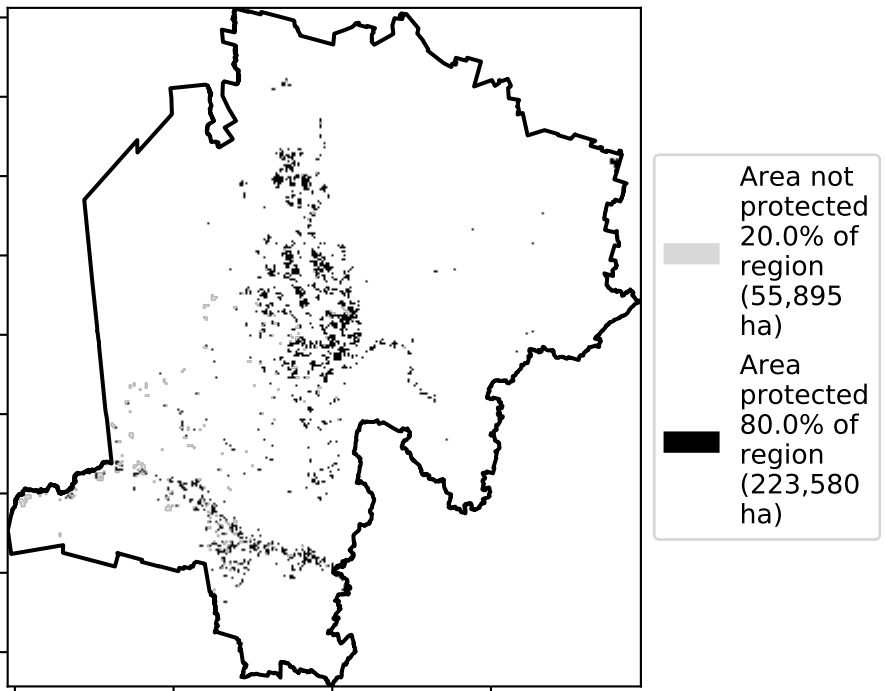 Area not
protected
20.0% of
region
(55,895
ha)
Area
protected
80.0% of
region
(223,580
ha)